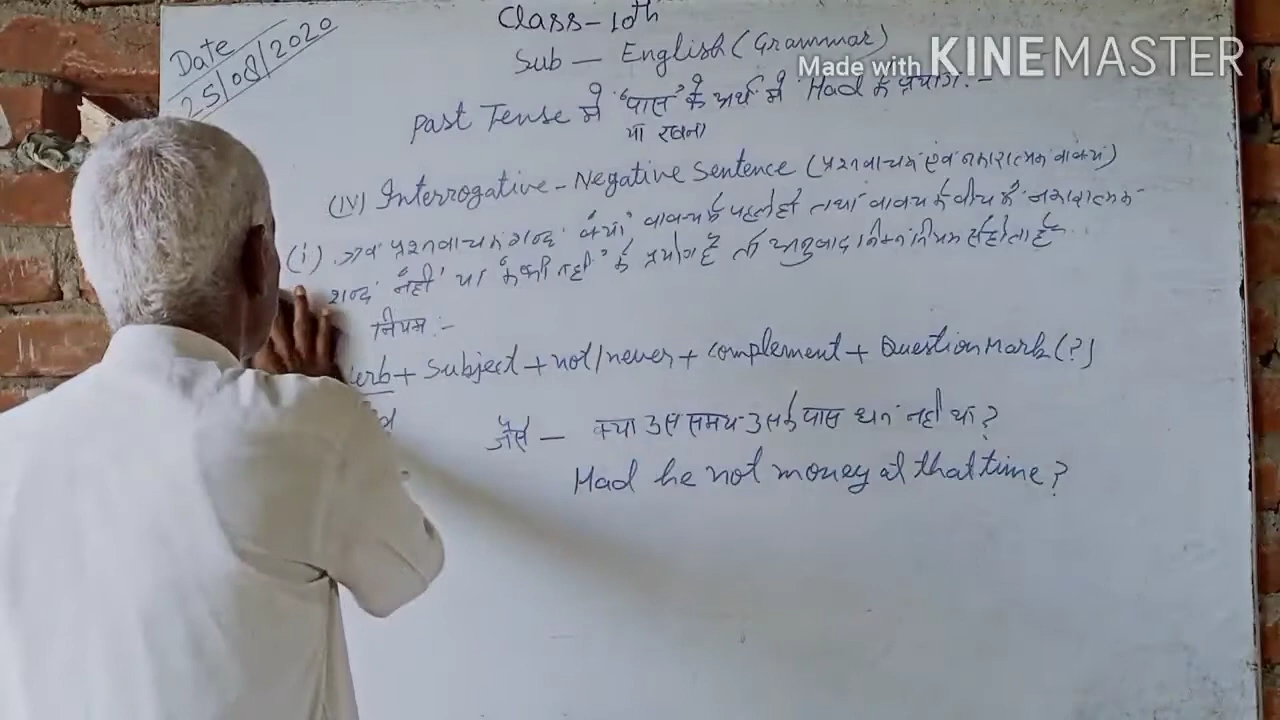 Class-10th
Date
25/08/2020
Sub — English (Grammar)
Made with KINEMASTER
Past Tense में "पास" के अर्थ में Had के प्रयोग :-
या रखना
(IV) Interrogative - Negative Sentence (प्रश्नवाचक एवं नकारात्मक वाक्य)
(i) जब प्रश्नवाचक शब्द 'क्या' वाक्य के पहले हो तथा वाक्य के बीच में नकारात्मक
शब्द 'नहीं' या 'कभी नहीं' के प्रयोग है तो अनुवाद निम्न नियम से होता है
नियम :-
erb + Subject + not/never + complement + Question Mark (?)
जैसे — क्या उस समय उसके पास धन नहीं था ?
Had he not money at that time ?